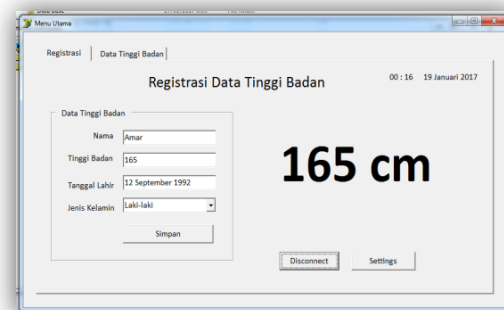 Menu Utama
Registrasi
Data Tinggi Badan
Registrasi Data Tinggi Badan
00 : 16 19 Januari 2017
Data Tinggi Badan
Nama Amar
Tinggi Badan 165
Tanggal Lahir 12 September 1992
Jenis Kelamin Laki-laki
Simpan
165 cm
Disconnect
Settings